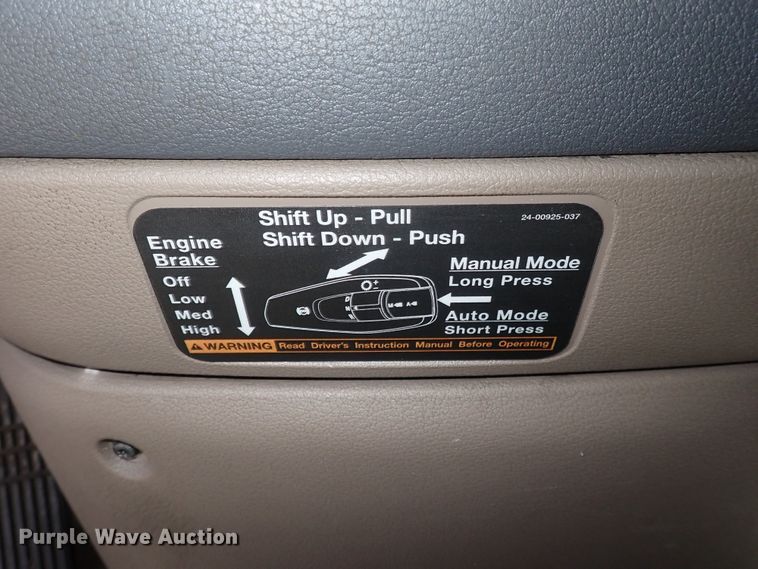 Shift Up - Pull
24-00925-037
Shift Down - Push
Engine
Brake
Off
Low
Med
High
Manual Mode
Long Press
Auto Mode
Short Press
WARNING Read Driver's Instruction Manual Before Operating
Purple Wave Auction